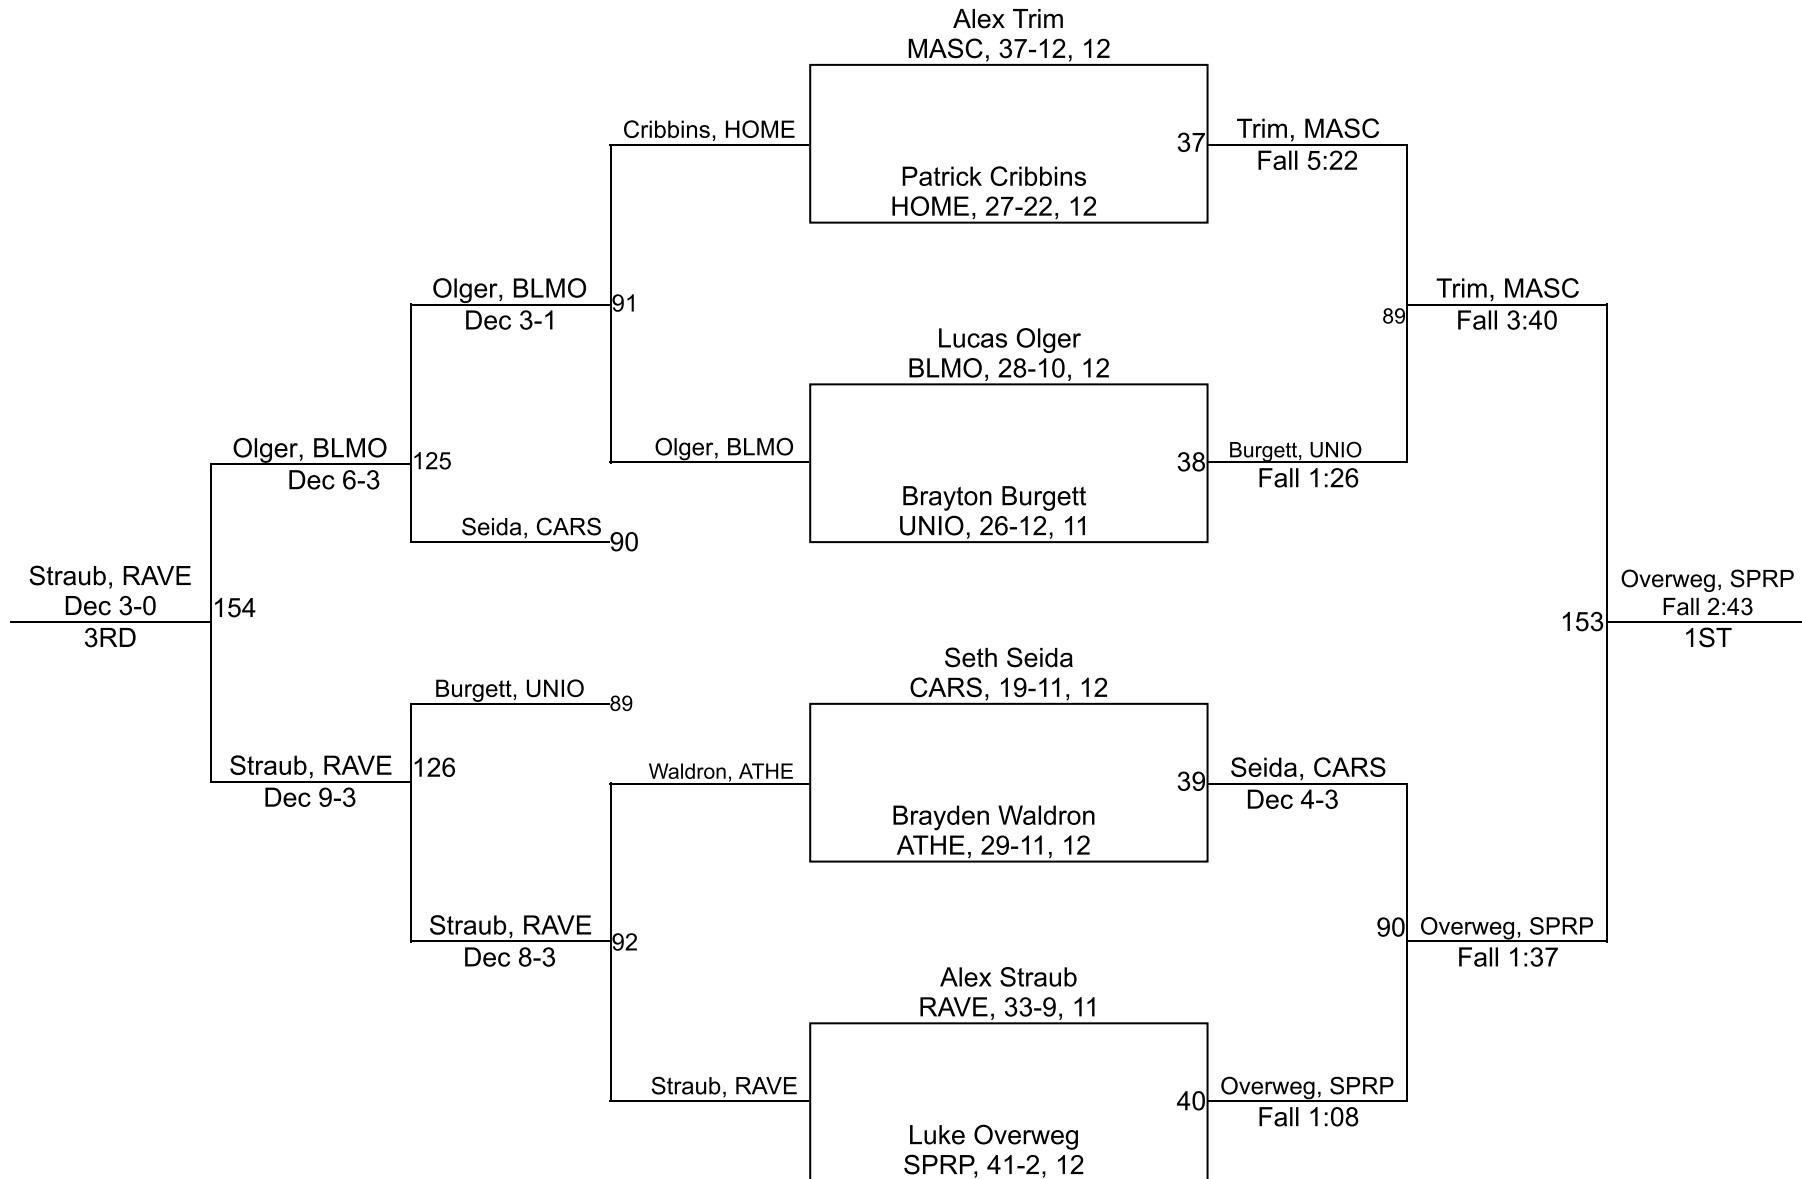 Alex Trim
MASC, 37-12, 12
Cribbins, HOME
37
Trim, MASC
Fall 5:22
Patrick Cribbins
HOME, 27-22, 12
Olger, BLMO
Dec 3-1
91
Trim, MASC
Fall 3:40
89
Lucas Olger
BLMO, 28-10, 12
Olger, BLMO
Dec 6-3
125
Olger, BLMO
38
Burgett, UNIO
Fall 1:26
Brayton Burgett
UNIO, 26-12, 11
Seida, CARS
90
Straub, RAVE
Dec 3-0
3RD
154
153
Overweg, SPRP
Fall 2:43
1ST
Seth Seida
CARS, 19-11, 12
Burgett, UNIO
89
Straub, RAVE
Dec 9-3
126
Waldron, ATHE
39
Seida, CARS
Dec 4-3
Brayden Waldron
ATHE, 29-11, 12
Straub, RAVE
Dec 8-3
92
90
Overweg, SPRP
Fall 1:37
Alex Straub
RAVE, 33-9, 11
Straub, RAVE
40
Overweg, SPRP
Fall 1:08
Luke Overweg
SPRP, 41-2, 12